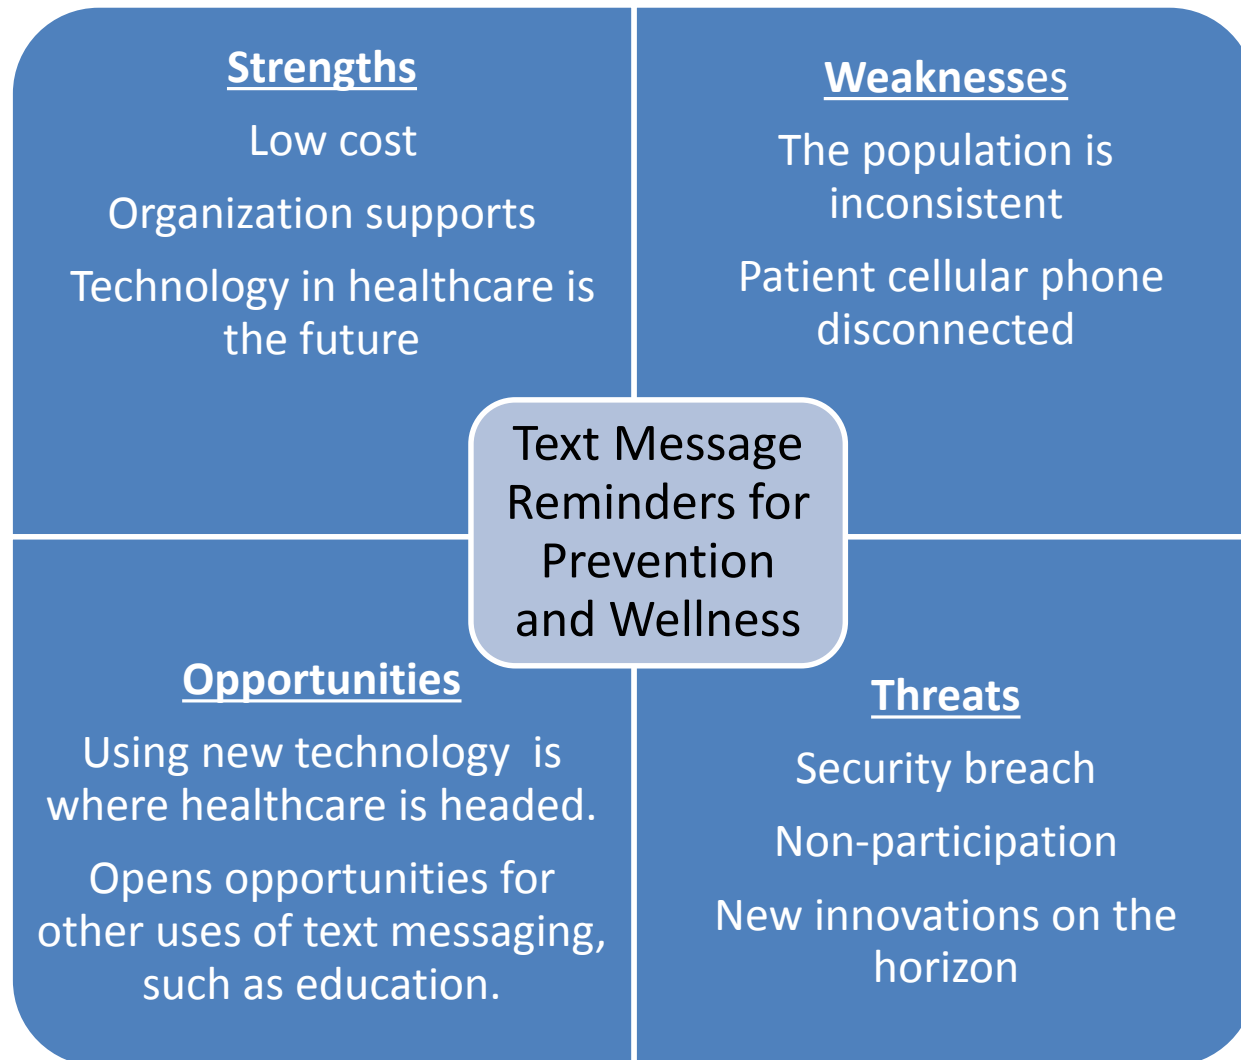 Strengths
Low cost
Organization supports
Technology in healthcare is
the future
Weaknesses
The population is
inconsistent
Patient cellular phone
disconnected
Text Message
Reminders for
Prevention
and Wellness
Opportunities
Using new technology  is
where healthcare is headed.
Opens opportunities for
other uses of text messaging,
such as education.
Threats
Security breach
Non-participation
New innovations on the
horizon